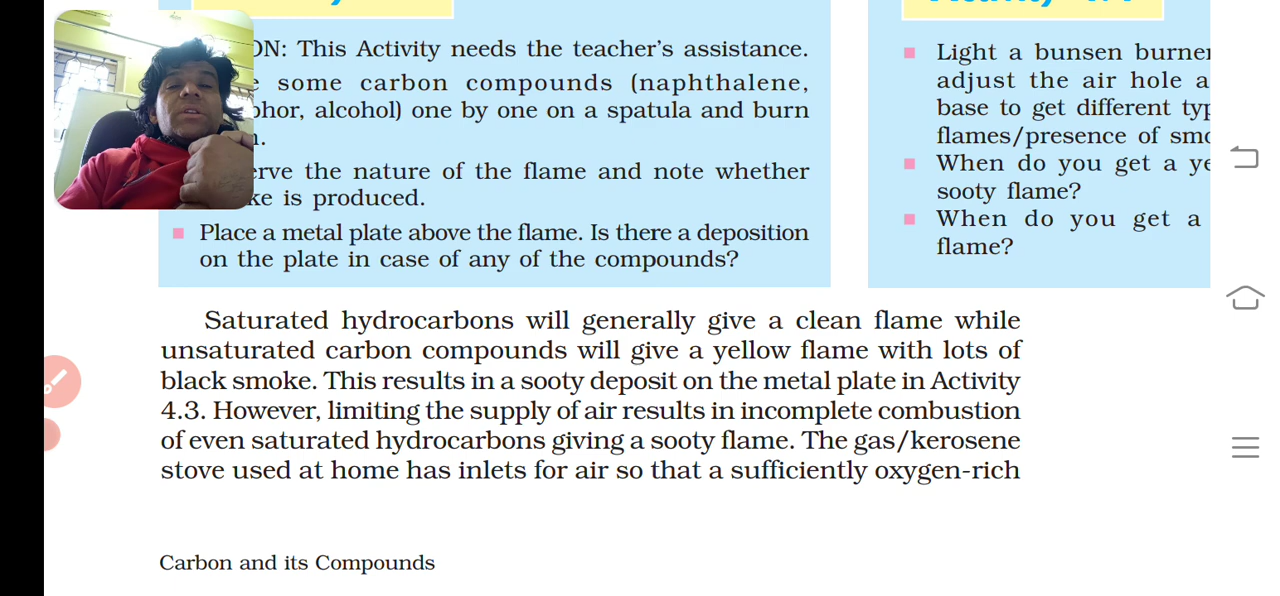 ON: This Activity needs the teacher's assistance.
some carbon compounds (naphthalene,
phor, alcohol) one by one on a spatula and burn
erve the nature of the flame and note whether
ke is produced.
Place a metal plate above the flame. Is there a deposition
on the plate in case of any of the compounds?
Light a bunsen burner
adjust the air hole a
base to get different typ
flames/presence of smo
When do you get a ye
sooty flame?
When do you get a
flame?
Saturated hydrocarbons will generally give a clean flame while
unsaturated carbon compounds will give a yellow flame with lots of
black smoke. This results in a sooty deposit on the metal plate in Activity
4.3. However, limiting the supply of air results in incomplete combustion
of even saturated hydrocarbons giving a sooty flame. The gas/kerosene
stove used at home has inlets for air so that a sufficiently oxygen-rich
Carbon and its Compounds